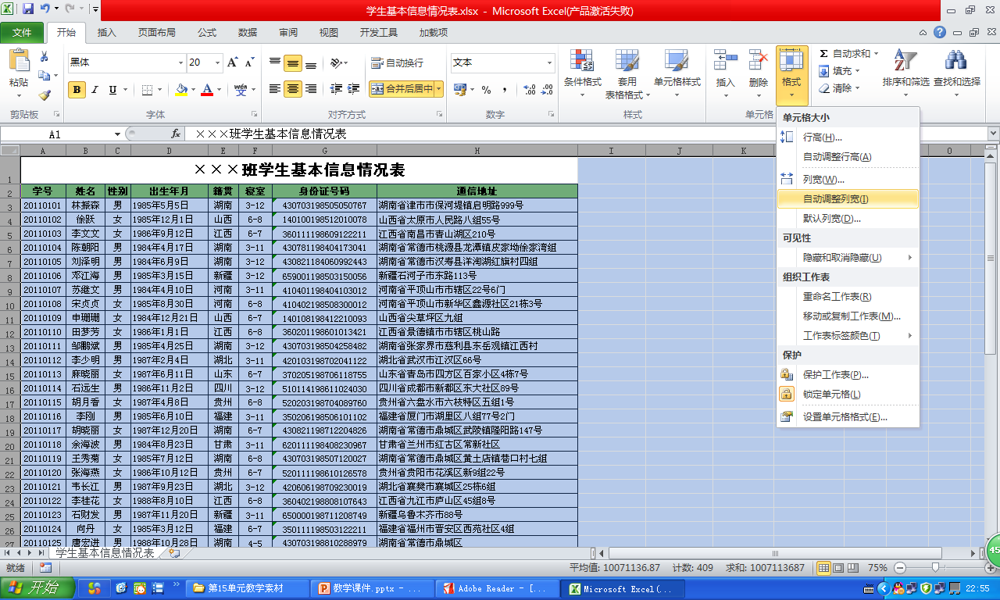 学生基本信息情况表.xlsx - Microsoft Excel(产品激活失败)
文件 开始 插入 页面布局 公式 数据 审阅 视图 开发工具 加载项
粘贴 剪贴板
黑体 20
B I U A 字体
自动换行
合并后居中
对齐方式
文本
% ,
数字
条件格式 套用表格格式 单元格样式
样式
插入 删除 格式
单元格
Σ 自动求和
填充
清除
排序和筛选 查找和选择
A1 fx ×××班学生基本信息情况表
A B C D E F G H I J K O
1 ×××班学生基本信息情况表
2 学号 姓名 性别 出生年月 籍贯 寝室 身份证号码 通信地址
3 20110101 林振森 男 1985年5月5日 湖南 3-12 430102198505050767 湖南省津市市保河堤镇启明路999号
4 20110102 徐跃 女 1985年12月1日 山西 6-8 140100198512010078 山西省太原市人民路八组55号
5 20110103 李文文 女 1986年9月12日 江西 6-7 360111198609122211 江西省南昌市青山湖区210号
6 20110104 陈朝阳 男 1984年4月17日 湖南 3-11 430781198404173041 湖南省常德市桃源县龙潭镇皮家坳徐家湾组
7 20110105 刘泽明 男 1984年6月9日 湖南 3-12 430821184060992443 湖南省常德市汉寿县洋淘湖红旗村四组
8 20110106 邓江海 男 1985年3月15日 新疆 3-12 659001198503150056 新疆石河子市东路113号
9 20110107 苏继文 男 1984年4月10日 河南 3-11 410401198404103012 河南省平顶山市市辖区22号6门
10 20110108 宋贞贞 女 1985年8月30日 河南 6-8 410402198508300012 河南省平顶山市新华区鑫源社区21栋3号
11 20110109 申珊珊 女 1984年12月21日 山西 6-7 140108198412210093 山西省尖草坪区九组
12 20110110 田梦芳 女 1986年1月1日 江西 6-8 360201198601013421 江西省景德镇市市辖区桃山路
13 20110111 邹鹏斌 男 1985年4月25日 湖南 3-12 430703198504258482 湖南省张家界市慈利县东岳观镇江西村
14 20110112 李少明 男 1987年2月4日 湖北 3-11 420103198702041122 湖北省武汉市江汉区66号
15 20110113 麻晓丽 女 1987年6月11日 山东 6-7 370205198706118755 山东省青岛市四方区百家小区4栋7号
16 20110114 石远生 男 1986年11月2日 四川 3-12 510114198611024030 四川省成都市新都区东大社区89号
17 20110115 胡月香 女 1987年4月8日 贵州 6-8 520203198704089760 贵州省六盘水市六枝特区五组1号
18 20110116 李刚 男 1985年6月10日 福建 3-11 350206198506101102 福建省厦门市湖里区八组77号2门
19 20110117 胡晓丽 女 1987年12月20日 湖南 6-7 430821198712204826 湖南省常德市鼎城区武陵镇隆阳路147号
20 20110118 余海波 男 1984年8月23日 甘肃 3-11 620111198408230967 甘肃省兰州市红古区常新社区
21 20110119 王秀菊 女 1985年7月12日 湖南 6-8 430703198507120027 湖南省常德市鼎城区黄土店镇巷口村七组
22 20110120 张海燕 女 1986年10月12日 贵州 6-7 520111198610126578 贵州省贵阳市花溪区新9组22号
23 20110121 韦长江 男 1987年9月23日 湖北 3-12 420606198709230019 湖北省襄樊市襄城区25栋6组
24 20110122 李桂花 女 1988年8月10日 江西 6-8 360402198808107643 江西省九江市庐山区45组8号
25 20110123 石财发 男 1987年11月20日 新疆 3-11 650000198711208749 新疆乌鲁木齐市88号
26 20110124 向丹 女 1985年3月12日 福建 6-7 350111198503122211 福建省福州市晋安区西苑社区4组
27 20110125 唐宏进 男 1988年10月28日 湖南 4-5 430703198810288979 湖南省常德市鼎城区
单元格大小
行高(H)...
自动调整行高(A)
列宽(W)...
自动调整列宽(I)
默认列宽(D)...
可见性
隐藏和取消隐藏(U)
组织工作表
重命名工作表(R)
移动或复制工作表(M)...
工作表标签颜色(T)
保护
保护工作表(P)...
锁定单元格(L)
设置单元格格式(E)...
学生基本信息情况表
就绪 平均值: 10071136.87 计数: 409 求和: 1007113687 75%
45
开始 第15单元教学素材 教学课件.pptx - ... Adobe Reader - [... Microsoft Excel(... 22:55